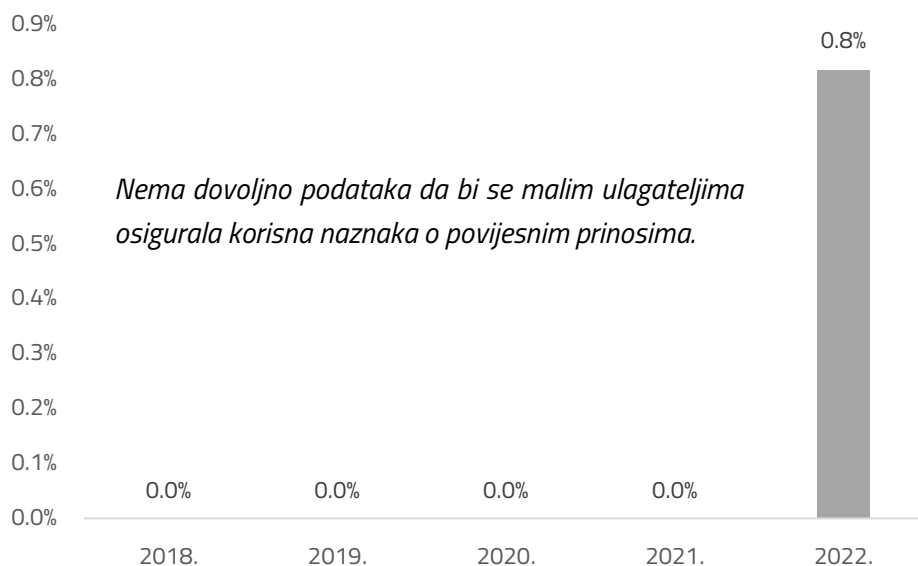 0.9%
0.8%
0.8%
0.7%
0.6%
Nema dovoljno podataka da bi se malim ulagateljima
osigurala korisna naznaka o povijesnim prinosima.
0.5%
0.4%
0.3%
0.2%
0.1%
0.0% 0.0% 0.0% 0.0%
0.0%
2018. 2019. 2020. 2021. 2022.